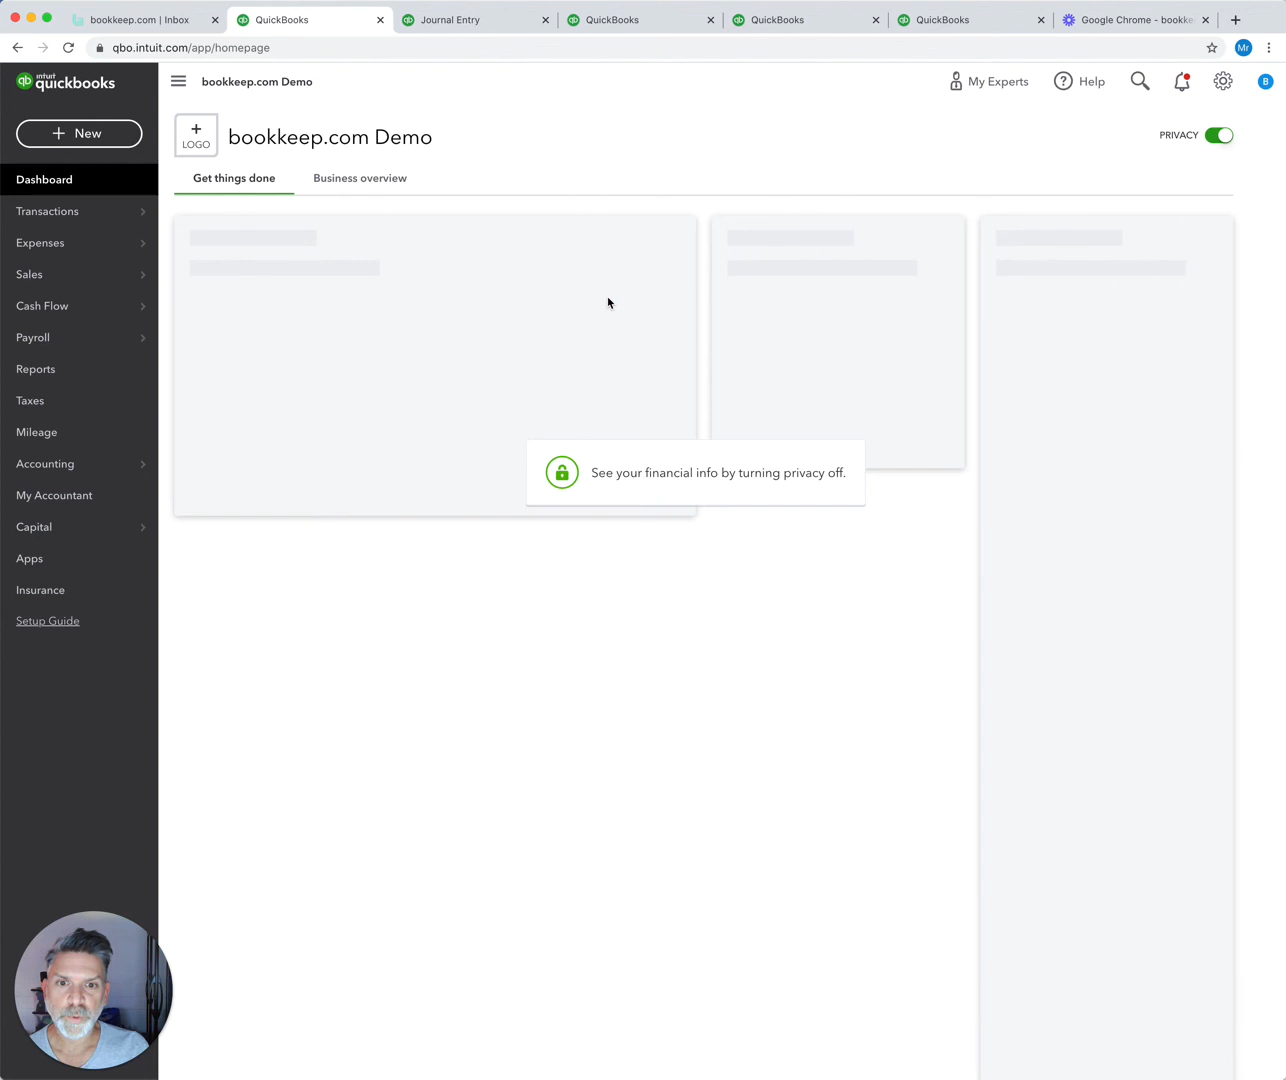 bookkeep.com | Inbox
QuickBooks
Journal Entry
QuickBooks
QuickBooks
QuickBooks
Google Chrome – bookke
qbo.intuit.com/app/homepage
Mr
qb intuit quickbooks
bookkeep.com Demo
My Experts
? Help
B
+ New
+ LOGO
bookkeep.com Demo
PRIVACY
Get things done
Business overview
Dashboard
Transactions
Expenses
Sales
Cash Flow
Payroll
Reports
Taxes
Mileage
Accounting
My Accountant
Capital
Apps
Insurance
Setup Guide
See your financial info by turning privacy off.